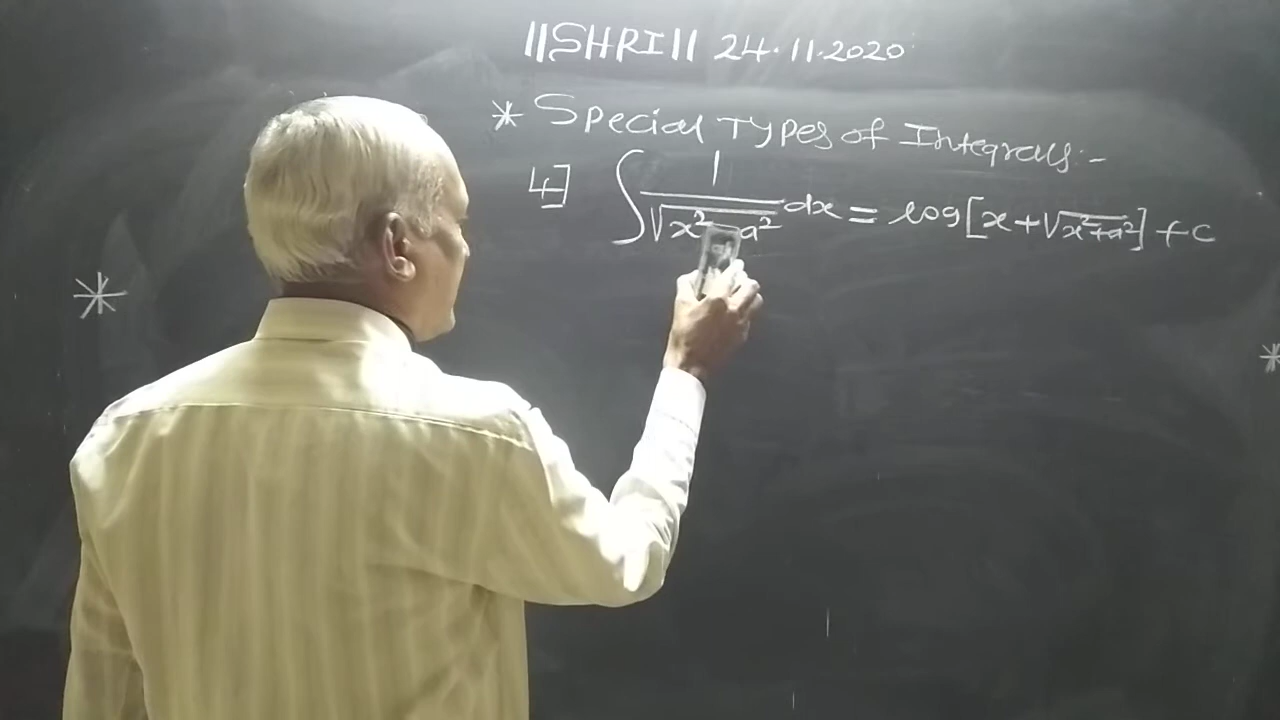 ||SHRI|| 24.11.2020
* Special Types of Integrals:-
4] ∫ 1/√x² - a² dx = log[x+√x²+a²] + c
*
*